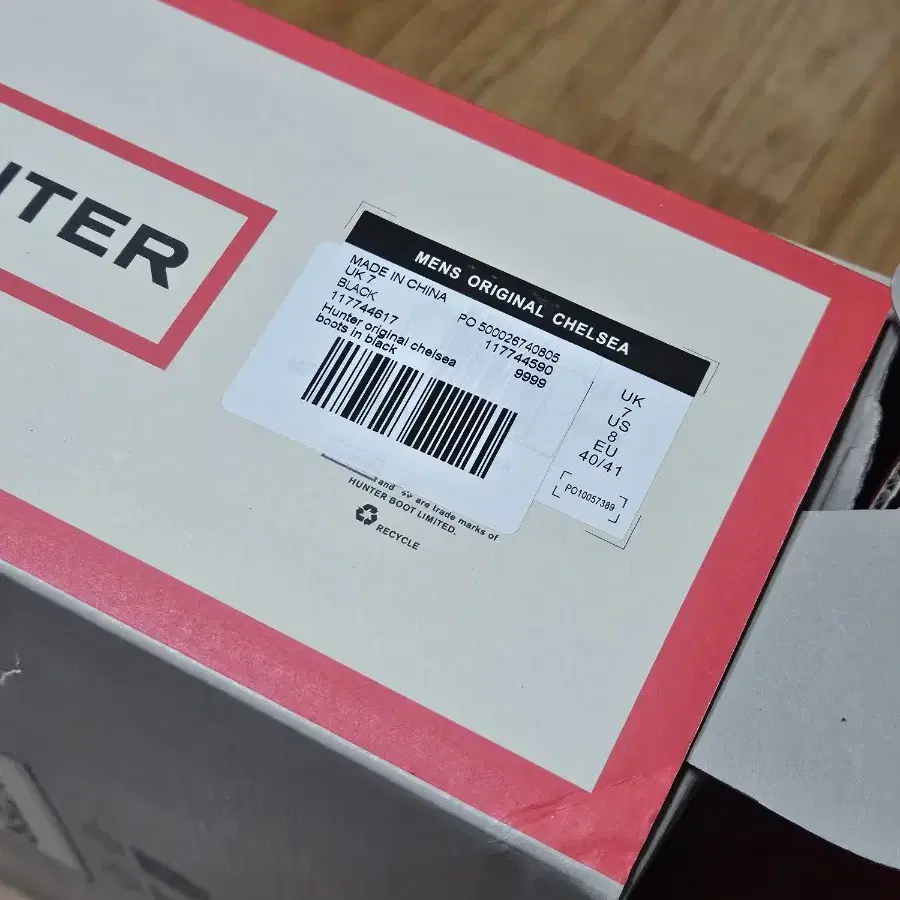 NTER
MENS ORIGINAL CHELSEA
MADE IN CHINA
UK 7
BLACK
117744617
PO 500026740805
Hunter original chelsea
117744590
boots in black
9999
UK
7
US
8
EU
40/41
PO10057389
and are trade marks of
HUNTER BOOT LIMITED.
RECYCLE